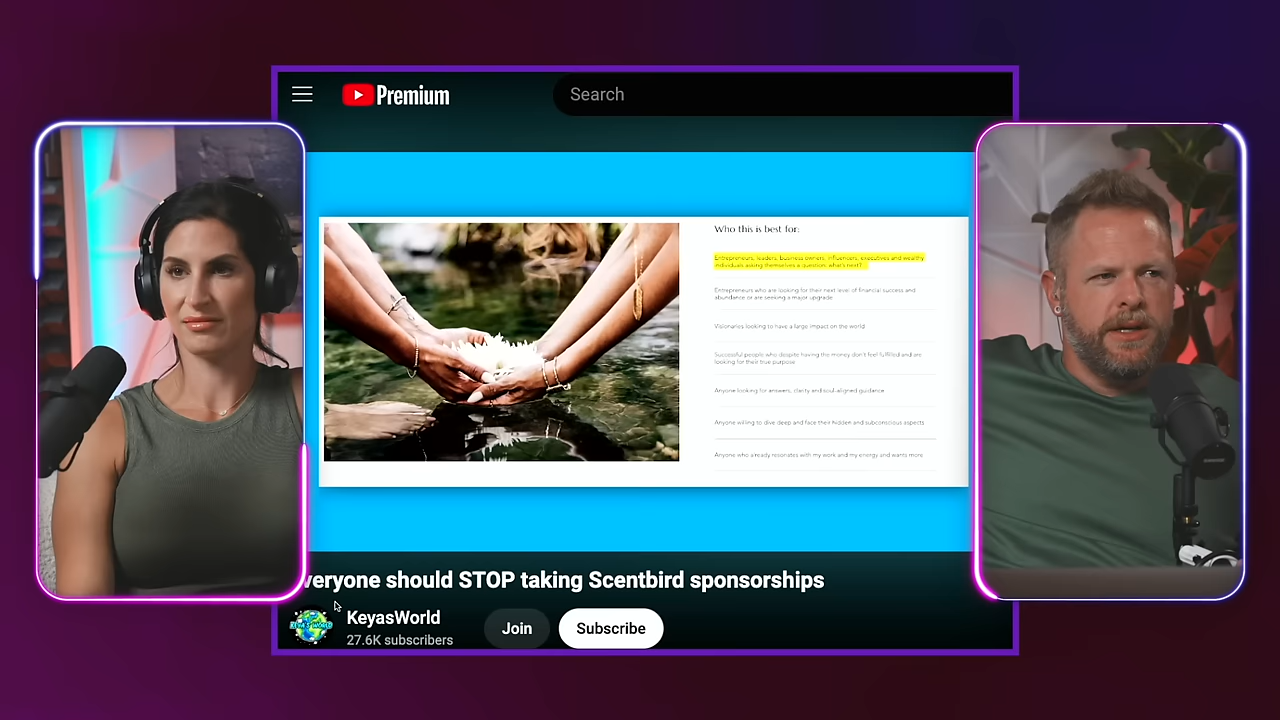 Premium
Search
Who this is best for:
Entrepreneurs, leaders, business owners, influencers, executives and wealthy
individuals asking themselves a question, what's next?
Entrepreneurs who are looking for their next level of financial success and
abundance or are seeking a major upgrade
Visionaries looking to have a large impact on the world
Successful people who despite having the money don't feel fulfilled and are
looking for their true purpose
Anyone looking for answers, clarity and soul-aligned guidance
Anyone willing to dive deep and face their hidden and subconscious aspects
Anyone who already resonates with my work and my energy and wants more
veryone should STOP taking Scentbird sponsorships
KEYA'S WORLD
KeyasWorld
27.6K subscribers
Join
Subscribe